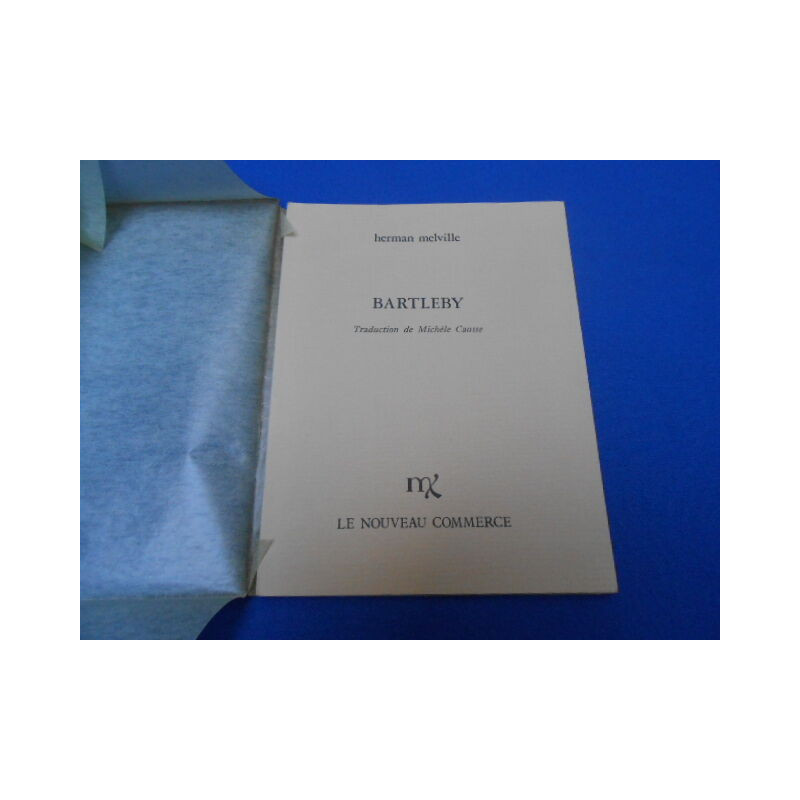 herman melville
BARTLEBY
Traduction de Michèle Causse
LE NOUVEAU COMMERCE